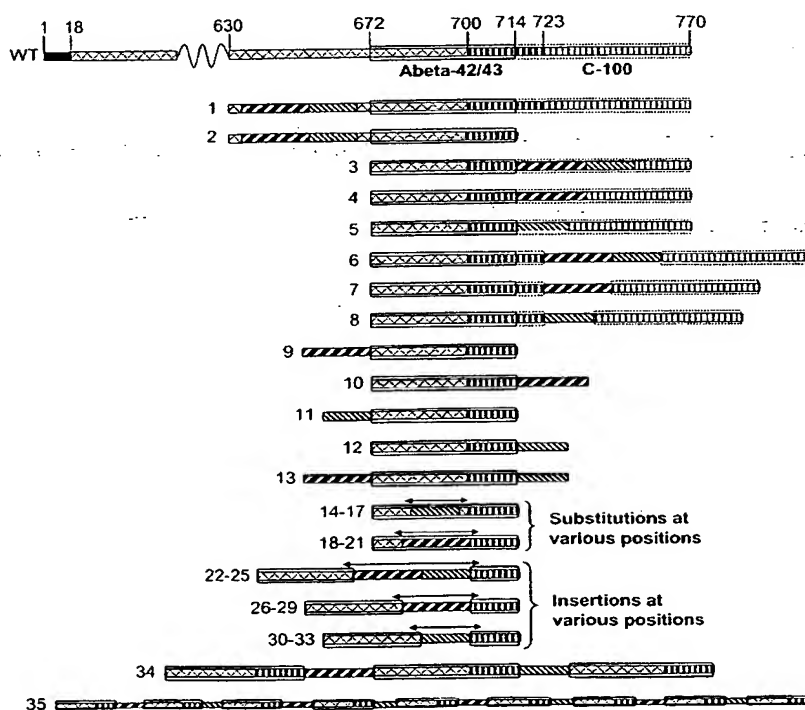 1 18 630 672 700 714 723 770
WT
Abeta-42/43 C-100
1
2
3
4
5
6
7
8
9
10
11
12
13
14-17
18-21
Substitutions at
various positions
22-25
26-29
30-33
Insertions at
various positions
34
35